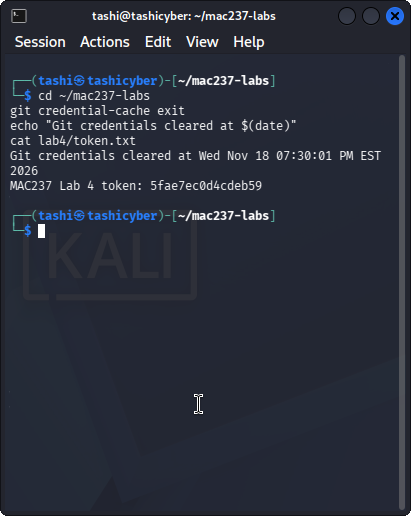 tashi@tashicyber: ~/mac237-labs
Session Actions Edit View Help
┌──(tashi㉿tashicyber)-[~/mac237-labs]
└─$ cd ~/mac237-labs
git credential-cache exit
echo "Git credentials cleared at $(date)"
cat lab4/token.txt
Git credentials cleared at Wed Nov 18 07:30:01 PM EST
2026
MAC237 Lab 4 token: 5fae7ec0d4cdeb59
┌──(tashi㉿tashicyber)-[~/mac237-labs]
└─$
KALI